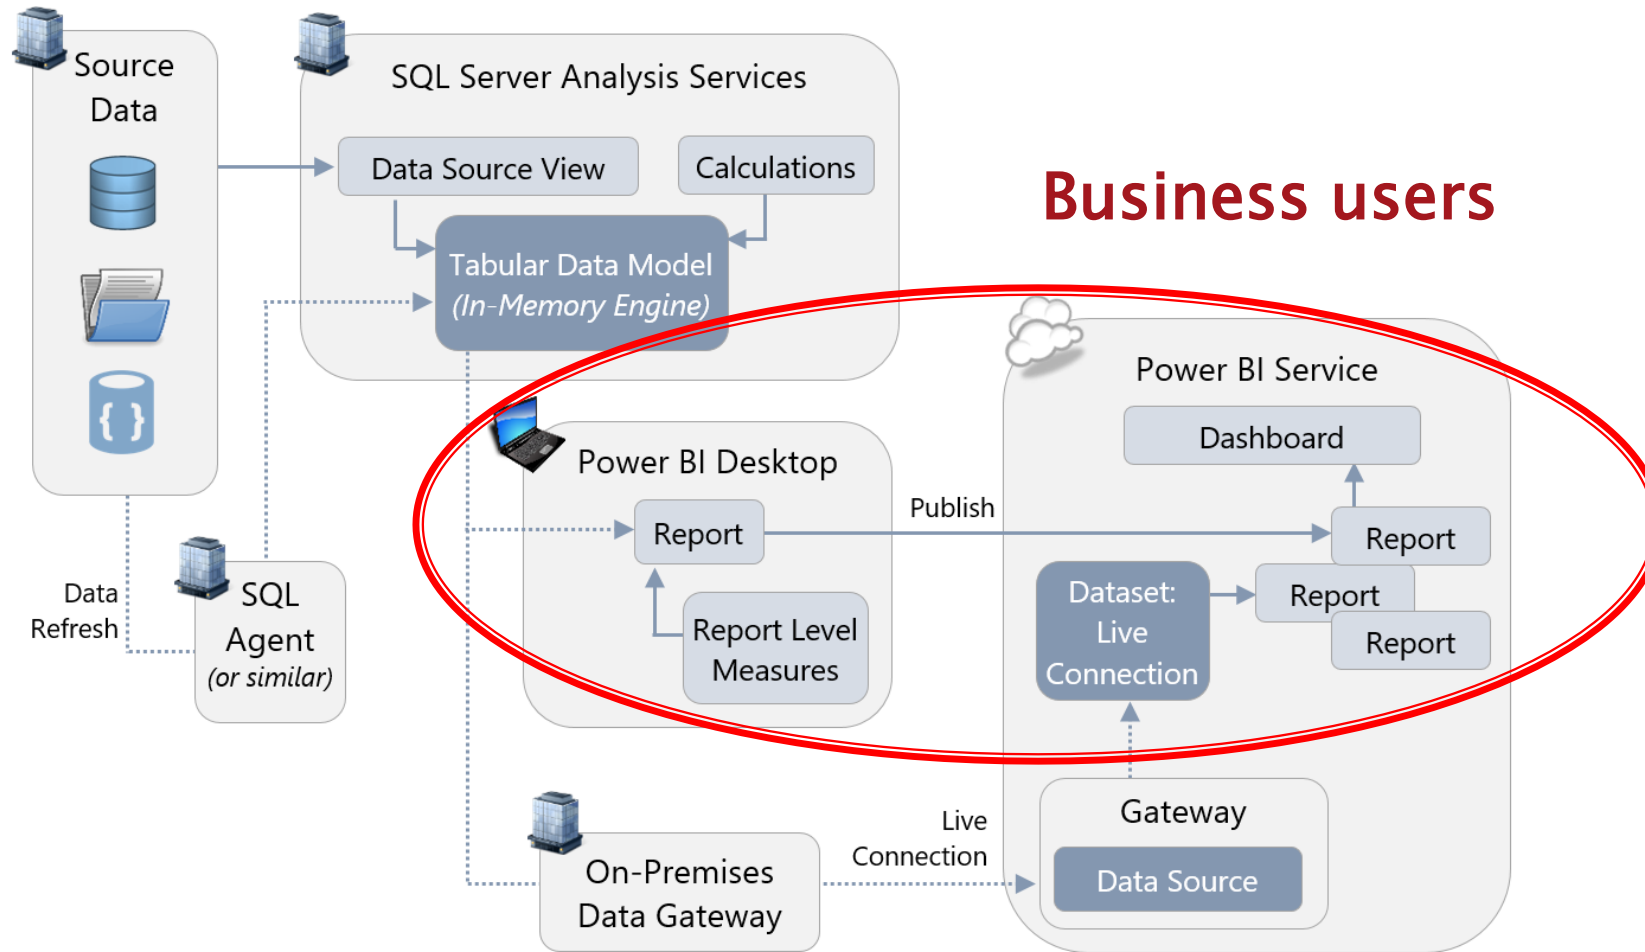 Source
Data
SQL Server Analysis Services
Data Source View
Calculations
Tabular Data Model
(In-Memory Engine)
Business users
Power BI Service
Dashboard
Power BI Desktop
Report
Publish
Report
Report
Report
Dataset:
Live
Connection
Report Level
Measures
Data
Refresh
SQL
Agent
(or similar)
{ }
Gateway
Data Source
Live
Connection
On-Premises
Data Gateway